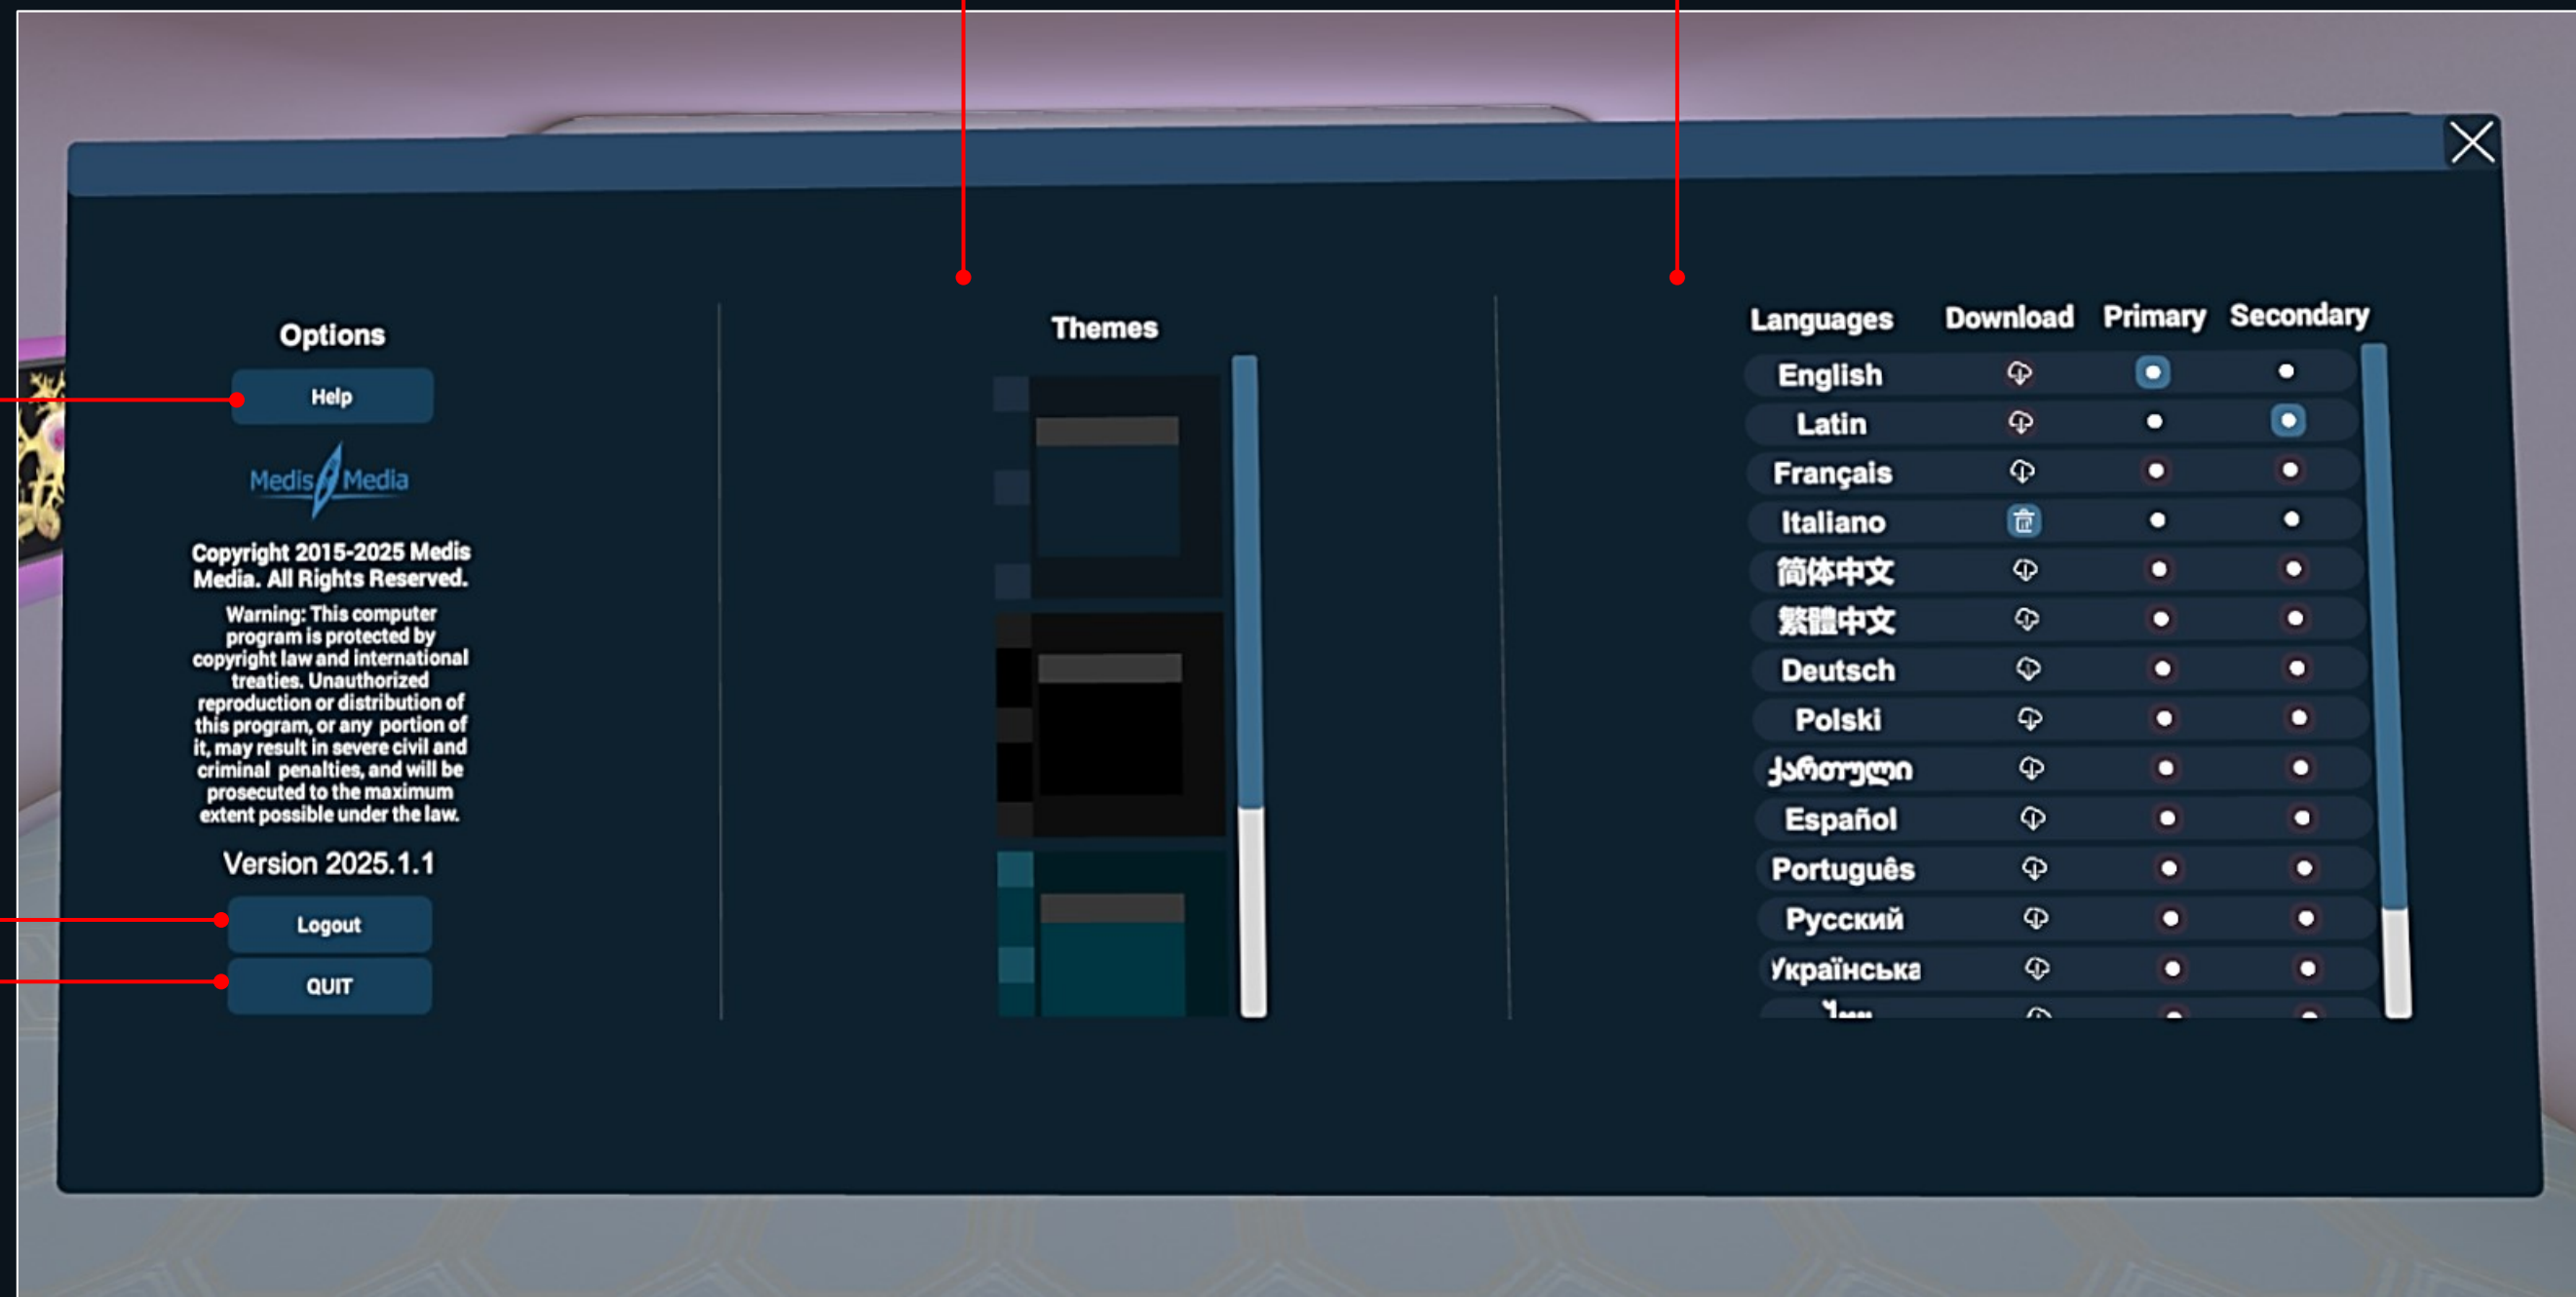 Options
Help
Medis Media
Copyright 2015-2025 Medis
Media. All Rights Reserved.
Warning: This computer
program is protected by
copyright law and international
treaties. Unauthorized
reproduction or distribution of
this program, or any portion of
it, may result in severe civil and
criminal penalties, and will be
prosecuted to the maximum
extent possible under the law.
Version 2025.1.1
Logout
QUIT
Themes
Languages Download Primary Secondary
English
Latin
Français
Italiano
简体中文
繁體中文
Deutsch
Polski
ქართული
Español
Português
Русский
Українська